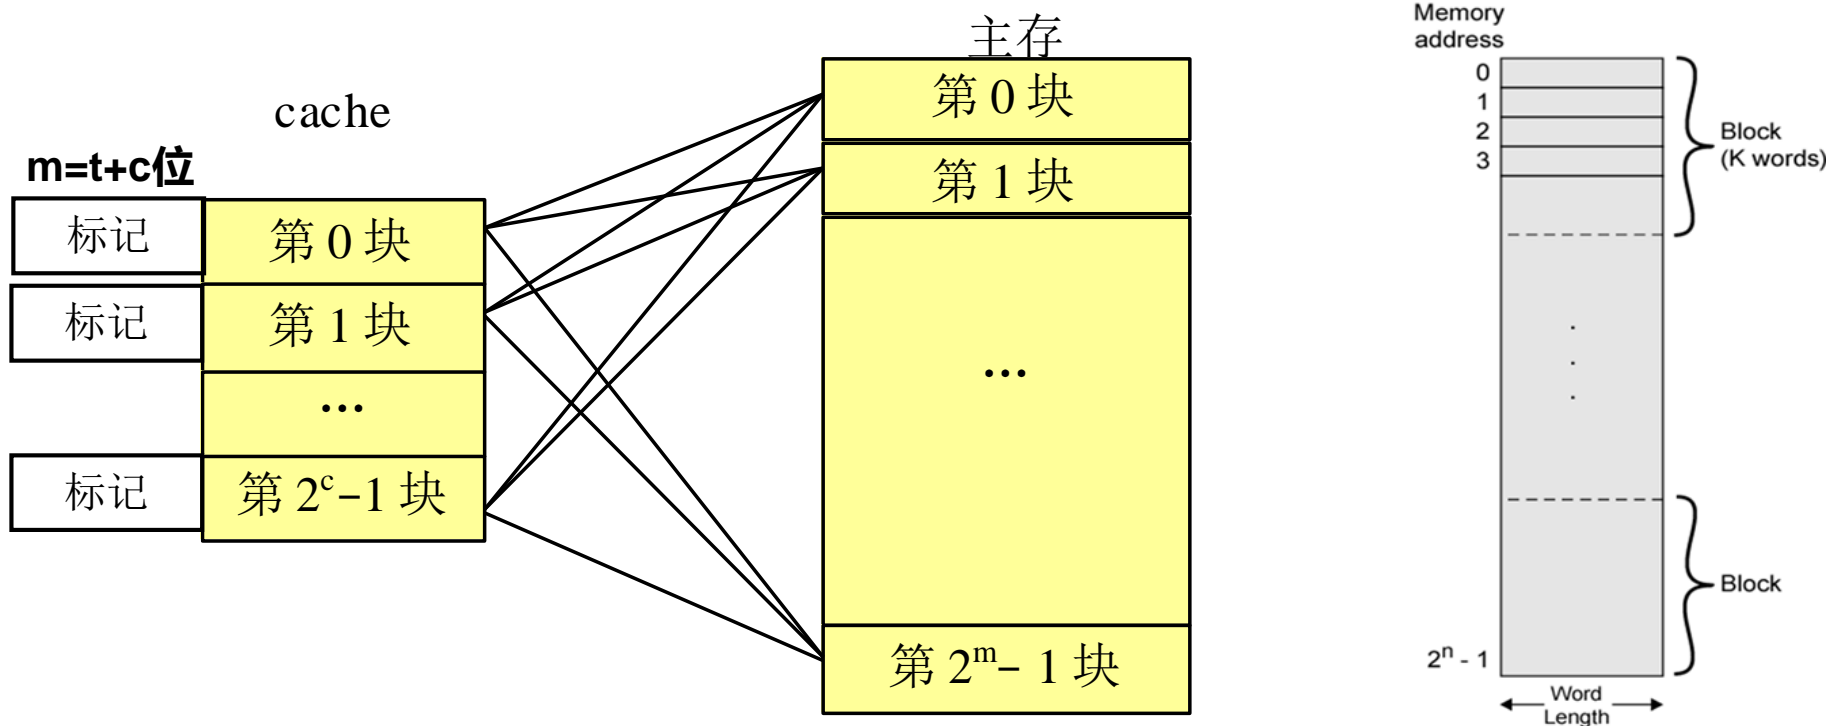 cache
m=t+c位
标记
第 0 块
标记
第 1 块
...
标记
第 2ᶜ−1 块
主存
第 0 块
第 1 块
...
第 2ᵐ− 1 块
Memory
address
0
1
2
3
Block
(K words)
.
.
.
Block
2ⁿ - 1
Word
Length